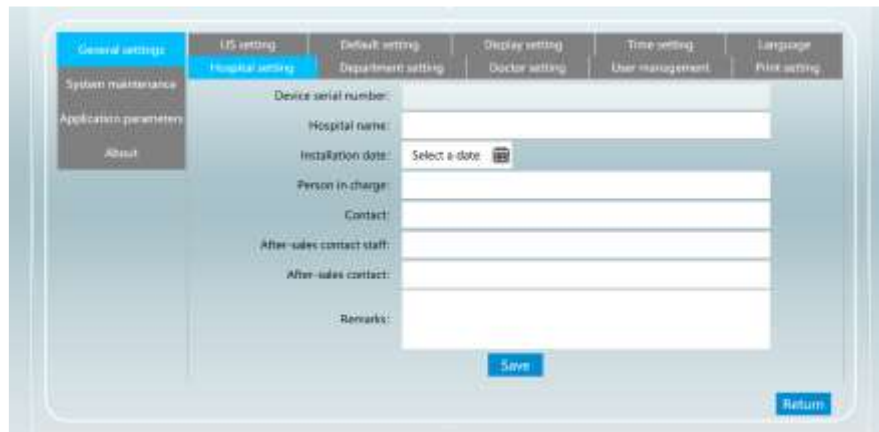 General settings
US setting
Default setting
Display setting
Time setting
Language
Hospital setting
Department setting
Doctor setting
User management
Print setting
System maintenance
Application parameters
About
Device serial number:
Hospital name:
Installation date:
Select a date
Person in charge:
Contact:
After-sales contact staff:
After-sales contact:
Remarks:
Save
Return